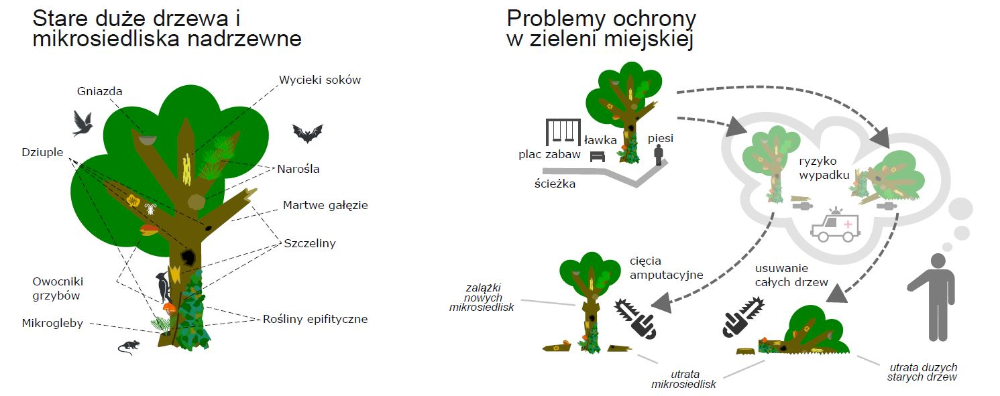 Stare duże drzewa i
mikrosiedliska nadrzewne
Gniazda
Wycieki soków
Dziuple
Narośla
Martwe gałęzie
Szczeliny
Owocniki
grzybów
Mikrogleby
Rośliny epifityczne
Problemy ochrony
w zieleni miejskiej
plac zabaw
ławka
piesi
ścieżka
ryzyko
wypadku
cięcia
amputacyjne
usuwanie
całych drzew
zalążki
nowych
mikrosiedlisk
utrata
mikrosiedlisk
utrata duzych
starych drzew